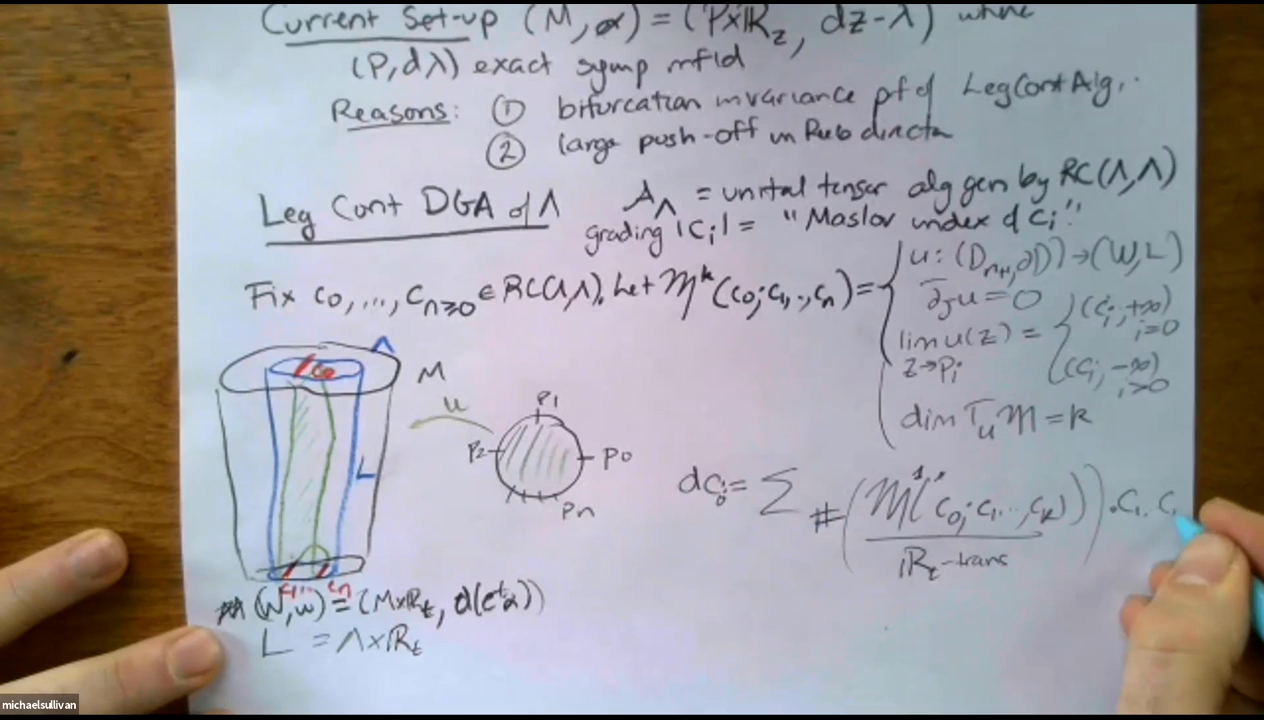 Current Set-up (M, α) = (P×ℝ_z, dz-λ) where
(P, dλ) exact symp mfld
Reasons: ① bifurcation invariance pf of Leg Cont Alg.
② large push-off in Reeb directn
Leg Cont DGA of Λ A_Λ = unital tensor alg gen by RC(Λ,Λ)
grading |c_i| = "Maslov index of c_i"
Fix c_0, ..., c_{n≥0} ∈ RC(Λ,Λ). Let M^k(c_0; c_1, .., c_n) = {
u: (D_{n+1}, ∂D) → (W, L)
∂̄_J u = 0
lim u(z) = { (c_i, +∞) i=0
z→p_i (c_i, -∞) i>0
dim T_u M = k
Λ
c_0
M
u
L
p_1
p_2
p_0
p_n
dc_0 = Σ #( M^1(c_0; c_1 ..., c_k) / ℝ_t-trans ) · c_1 · c
c_1 ... c_n
(W, ω) = (M×ℝ_t, d(e^t α))
L = Λ×ℝ_t
michaelsullivan